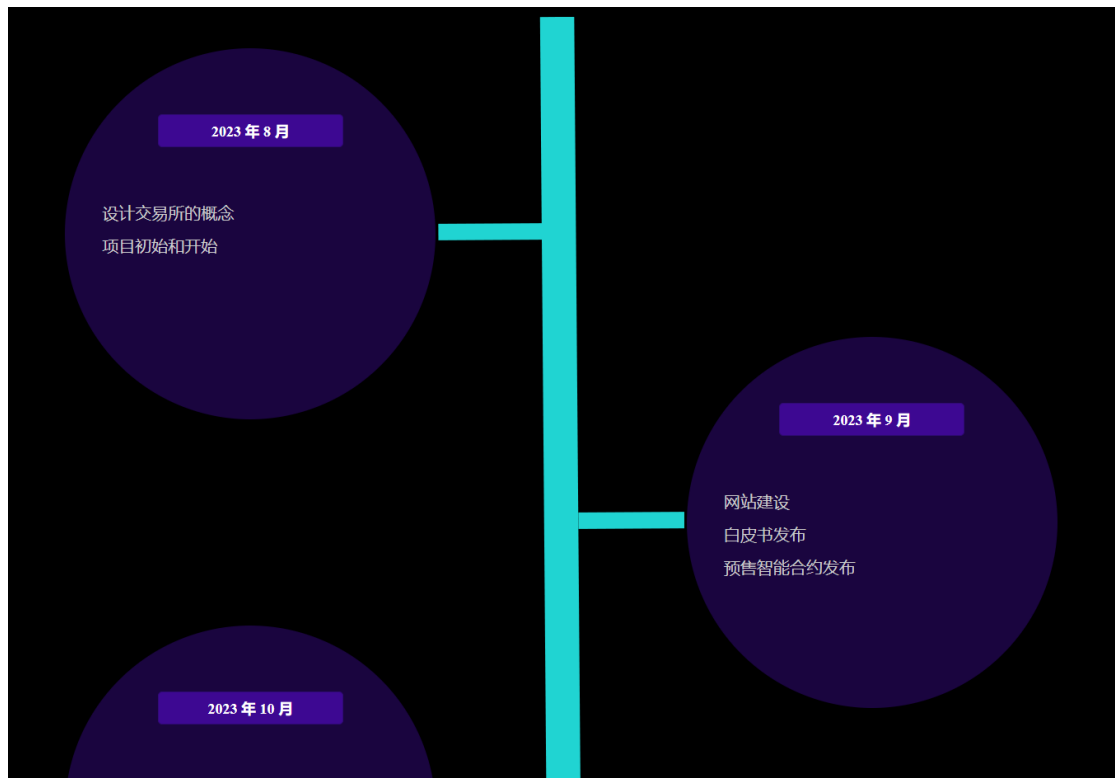 2023 年 8 月
设计交易所的概念
项目初始和开始
2023 年 9 月
网站建设
白皮书发布
预售智能合约发布
2023 年 10 月